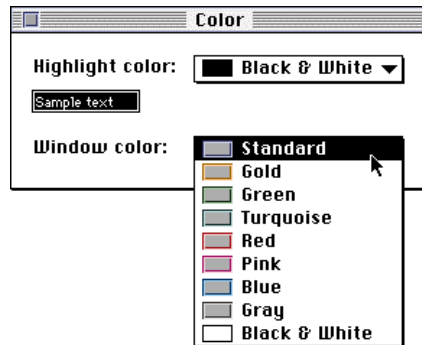 Color
Highlight color: Black & White
Sample text
Window color: Standard
Gold
Green
Turquoise
Red
Pink
Blue
Gray
Black & White